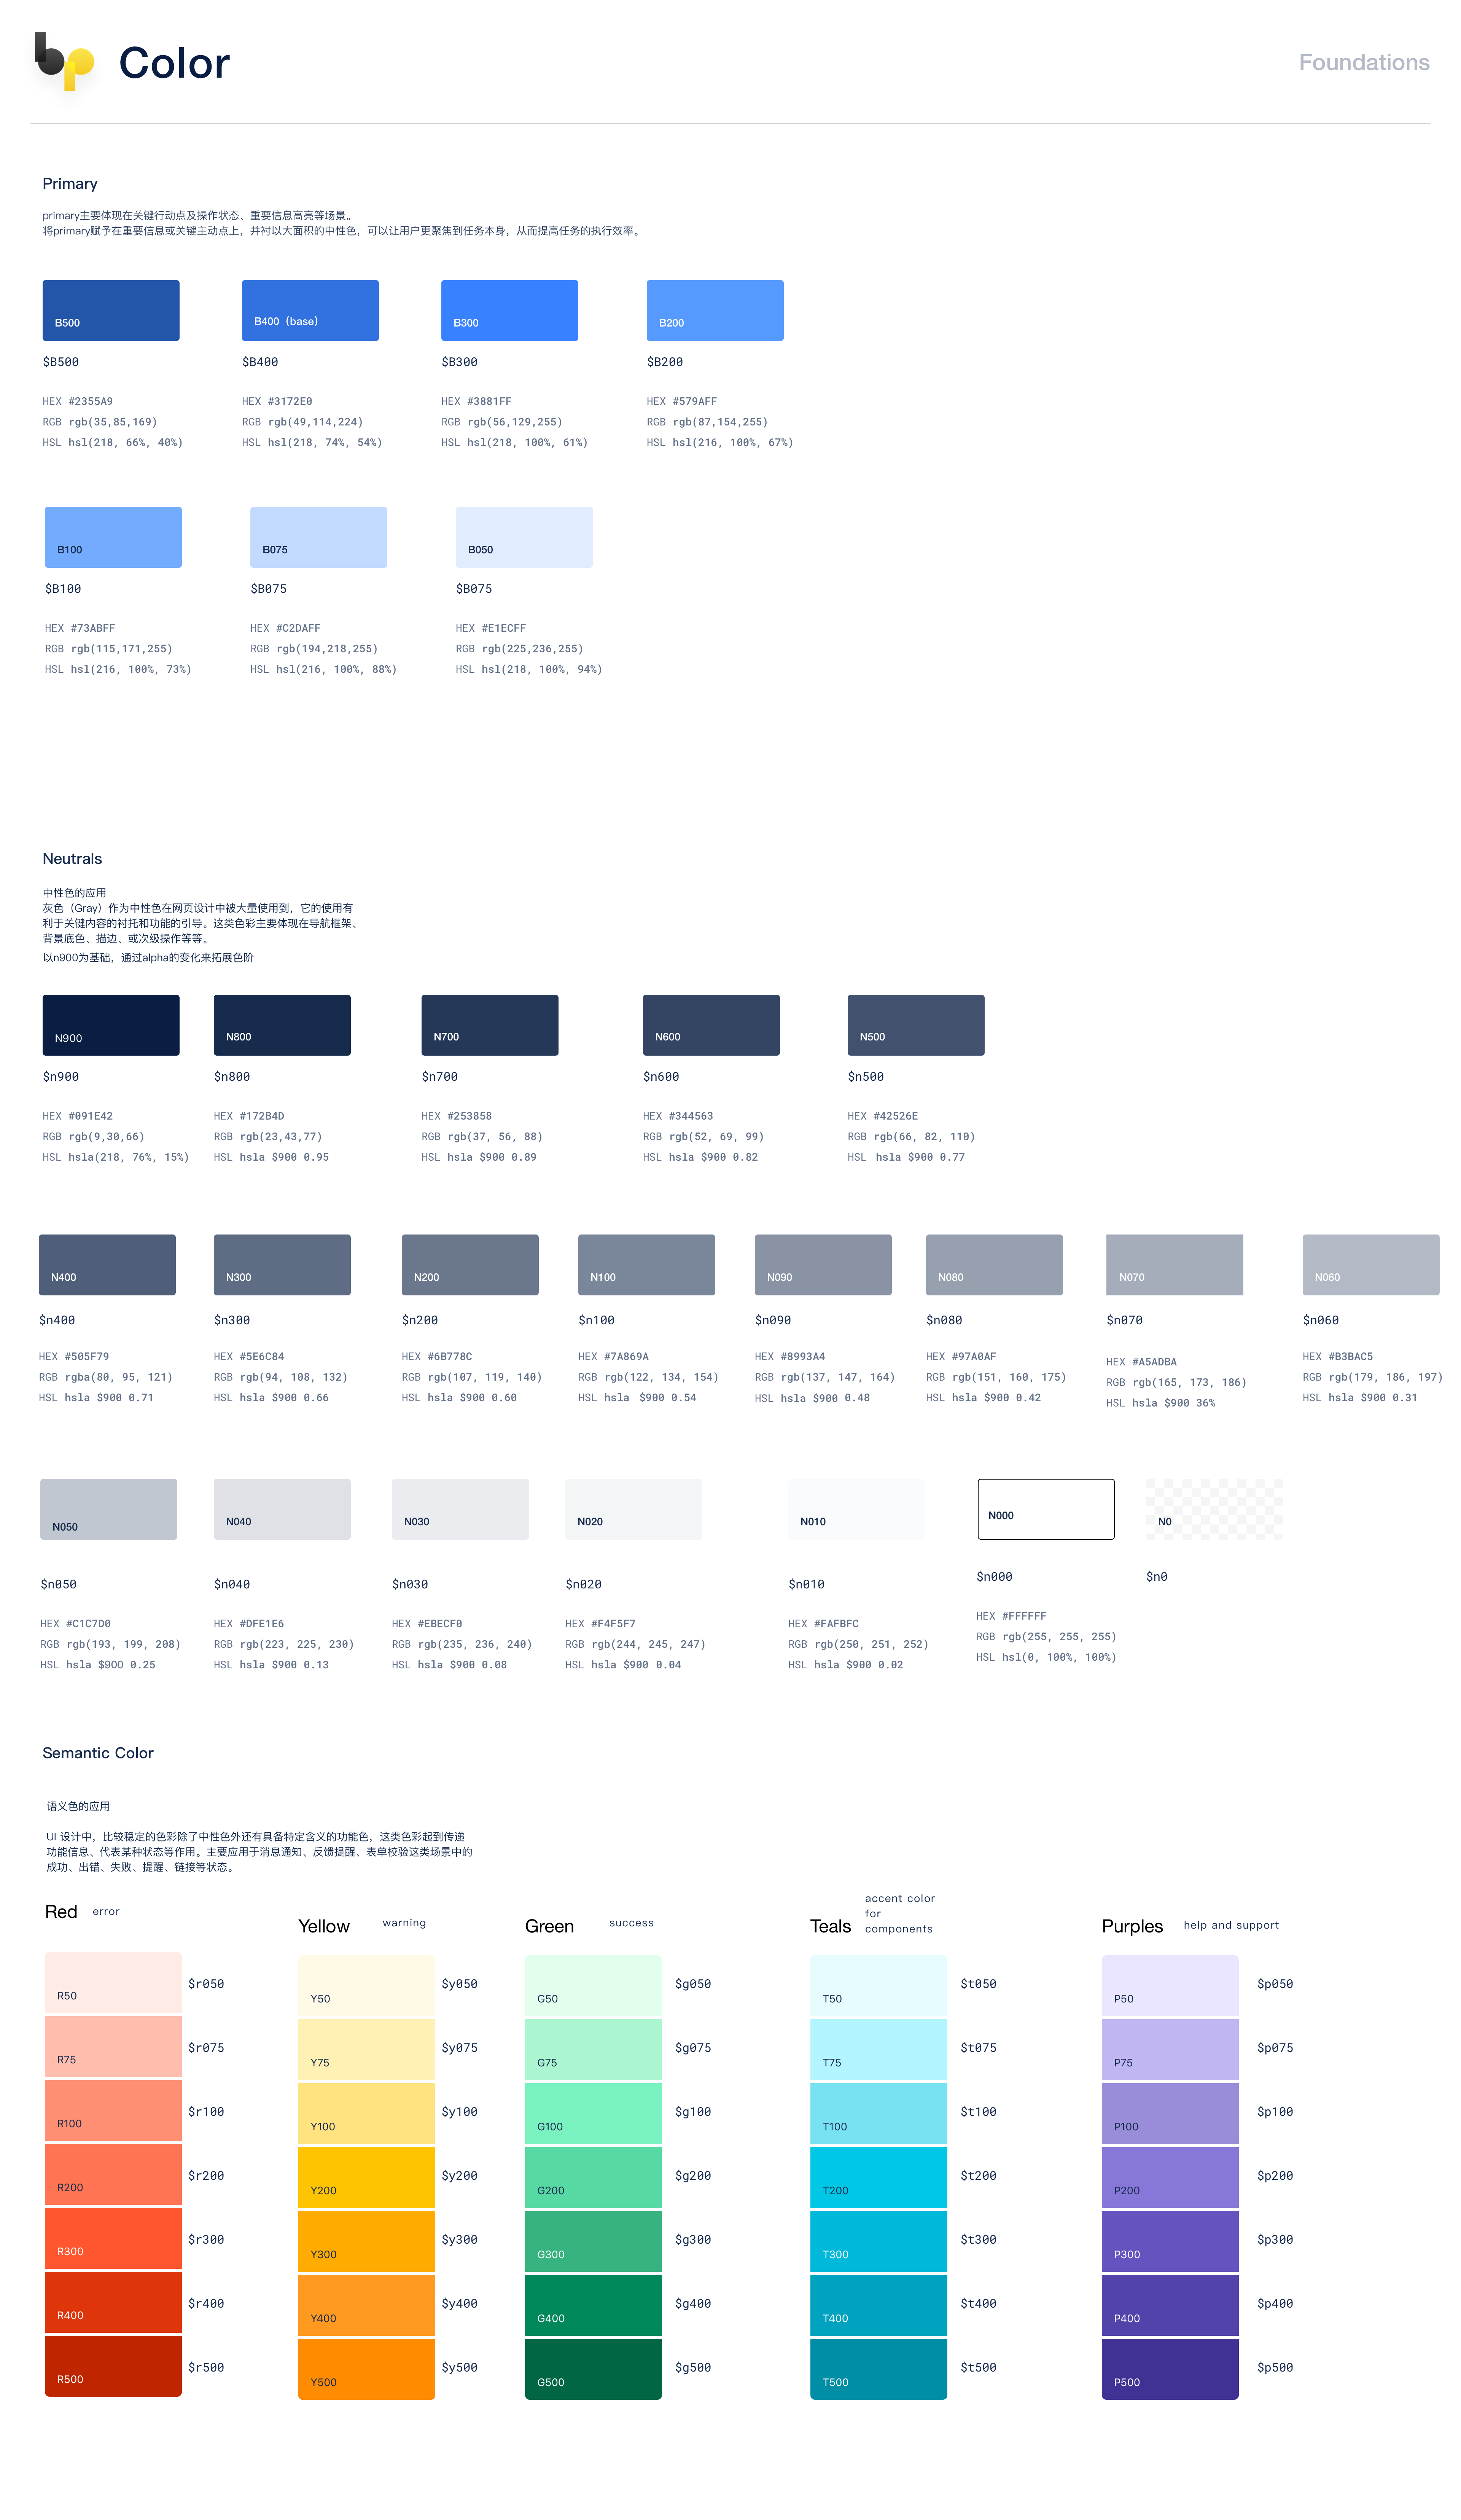 bp Color
Foundations
Primary
primary主要体现在关键行动点及操作状态、重要信息高亮等场景。
将primary赋予在重要信息或关键主动点上，并衬以大面积的中性色，可以让用户更聚焦到任务本身，从而提高任务的执行效率。
B500
B400（base）
B300
B200
$B500
$B400
$B300
$B200
HEX #2355A9
HEX #3172E0
HEX #3881FF
HEX #579AFF
RGB rgb(35,85,169)
RGB rgb(49,114,224)
RGB rgb(56,129,255)
RGB rgb(87,154,255)
HSL hsl(218, 66%, 40%)
HSL hsl(218, 74%, 54%)
HSL hsl(218, 100%, 61%)
HSL hsl(216, 100%, 67%)
B100
B075
B050
$B100
$B075
$B075
HEX #73ABFF
HEX #C2DAFF
HEX #E1ECFF
RGB rgb(115,171,255)
RGB rgb(194,218,255)
RGB rgb(225,236,255)
HSL hsl(216, 100%, 73%)
HSL hsl(216, 100%, 88%)
HSL hsl(218, 100%, 94%)
Neutrals
中性色的应用
灰色（Gray）作为中性色在网页设计中被大量使用到，它的使用有
利于关键内容的衬托和功能的引导。这类色彩主要体现在导航框架、
背景底色、描边、或次级操作等等。
以n900为基础，通过alpha的变化来拓展色阶
N900
N800
N700
N600
N500
$n900
$n800
$n700
$n600
$n500
HEX #091E42
HEX #172B4D
HEX #253858
HEX #344563
HEX #42526E
RGB rgb(9,30,66)
RGB rgb(23,43,77)
RGB rgb(37, 56, 88)
RGB rgb(52, 69, 99)
RGB rgb(66, 82, 110)
HSL hsla(218, 76%, 15%)
HSL hsla $900 0.95
HSL hsla $900 0.89
HSL hsla $900 0.82
HSL hsla $900 0.77
N400
N300
N200
N100
N090
N080
N070
N060
$n400
$n300
$n200
$n100
$n090
$n080
$n070
$n060
HEX #505F79
HEX #5E6C84
HEX #6B778C
HEX #7A869A
HEX #8993A4
HEX #97A0AF
HEX #A5ADBA
HEX #B3BAC5
RGB rgba(80, 95, 121)
RGB rgb(94, 108, 132)
RGB rgb(107, 119, 140)
RGB rgb(122, 134, 154)
RGB rgb(137, 147, 164)
RGB rgb(151, 160, 175)
RGB rgb(165, 173, 186)
RGB rgb(179, 186, 197)
HSL hsla $900 0.71
HSL hsla $900 0.66
HSL hsla $900 0.60
HSL hsla $900 0.54
HSL hsla $900 0.48
HSL hsla $900 0.42
HSL hsla $900 36%
HSL hsla $900 0.31
N050
N040
N030
N020
N010
N000
N0
$n050
$n040
$n030
$n020
$n010
$n000
$n0
HEX #C1C7D0
HEX #DFE1E6
HEX #EBECF0
HEX #F4F5F7
HEX #FAFBFC
HEX #FFFFFF
RGB rgb(193, 199, 208)
RGB rgb(223, 225, 230)
RGB rgb(235, 236, 240)
RGB rgb(244, 245, 247)
RGB rgb(250, 251, 252)
RGB rgb(255, 255, 255)
HSL hsla $900 0.25
HSL hsla $900 0.13
HSL hsla $900 0.08
HSL hsla $900 0.04
HSL hsla $900 0.02
HSL hsl(0, 100%, 100%)
Semantic Color
语义色的应用
UI 设计中，比较稳定的色彩除了中性色外还有具备特定含义的功能色，这类色彩起到传递
功能信息、代表某种状态等作用。主要应用于消息通知、反馈提醒、表单校验这类场景中的
成功、出错、失败、提醒、链接等状态。
Red error
R50 $r050
R75 $r075
R100 $r100
R200 $r200
R300 $r300
R400 $r400
R500 $r500
Yellow warning
Y50 $y050
Y75 $y075
Y100 $y100
Y200 $y200
Y300 $y300
Y400 $y400
Y500 $y500
Green success
G50 $g050
G75 $g075
G100 $g100
G200 $g200
G300 $g300
G400 $g400
G500 $g500
Teals
accent color
for
components
T50 $t050
T75 $t075
T100 $t100
T200 $t200
T300 $t300
T400 $t400
T500 $t500
Purples help and support
P50 $p050
P75 $p075
P100 $p100
P200 $p200
P300 $p300
P400 $p400
P500 $p500